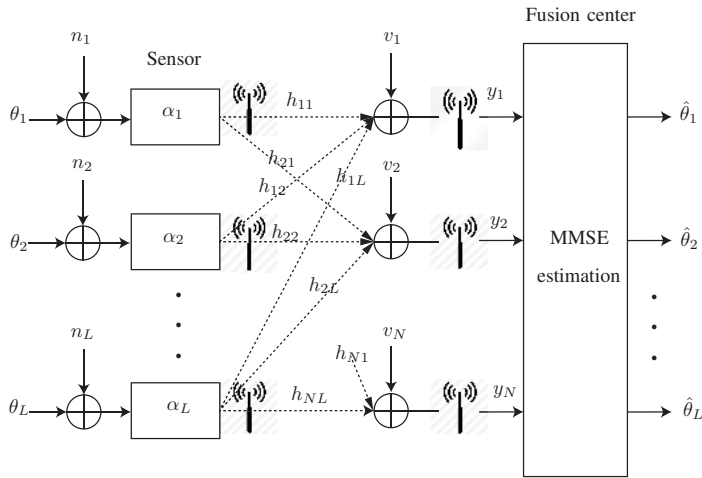 Fusion center
n₁
v₁
Sensor
θ₁
α₁
h₁₁
y₁
θ̂₁
n₂
h₂₁
h₁₂
h₁L
v₂
θ₂
α₂
h₂₂
y₂
MMSE
estimation
θ̂₂
h₂L
n_L
h_N1
v_N
θ_L
α_L
h_NL
y_N
θ̂_L